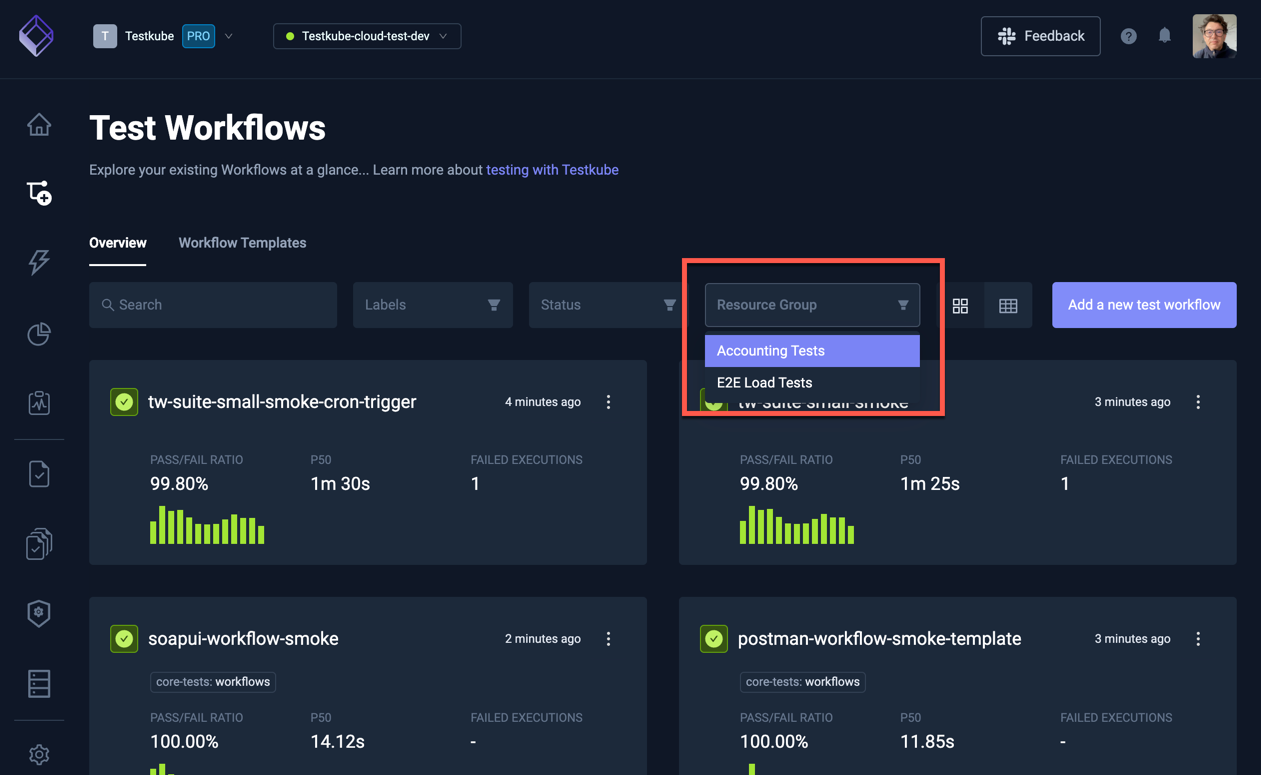 T Testkube PRO Testkube-cloud-test-dev Feedback ?
Test Workflows
Explore your existing Workflows at a glance... Learn more about testing with Testkube
Overview Workflow Templates
Search Labels Status Resource Group Add a new test workflow
Accounting Tests
E2E Load Tests
tw-suite-small-smoke-cron-trigger 4 minutes ago
tw-suite-small-smoke 3 minutes ago
PASS/FAIL RATIO P50 FAILED EXECUTIONS
99.80% 1m 30s 1
PASS/FAIL RATIO P50 FAILED EXECUTIONS
99.80% 1m 25s 1
soapui-workflow-smoke 2 minutes ago
core-tests: workflows
PASS/FAIL RATIO P50 FAILED EXECUTIONS
100.00% 14.12s -
postman-workflow-smoke-template 3 minutes ago
core-tests: workflows
PASS/FAIL RATIO P50 FAILED EXECUTIONS
100.00% 11.85s -